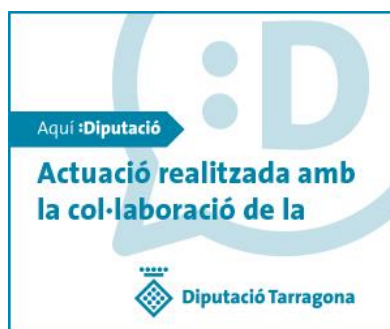 :D
Aquí :Diputació
Actuació realitzada amb
la col·laboració de la
Diputació Tarragona